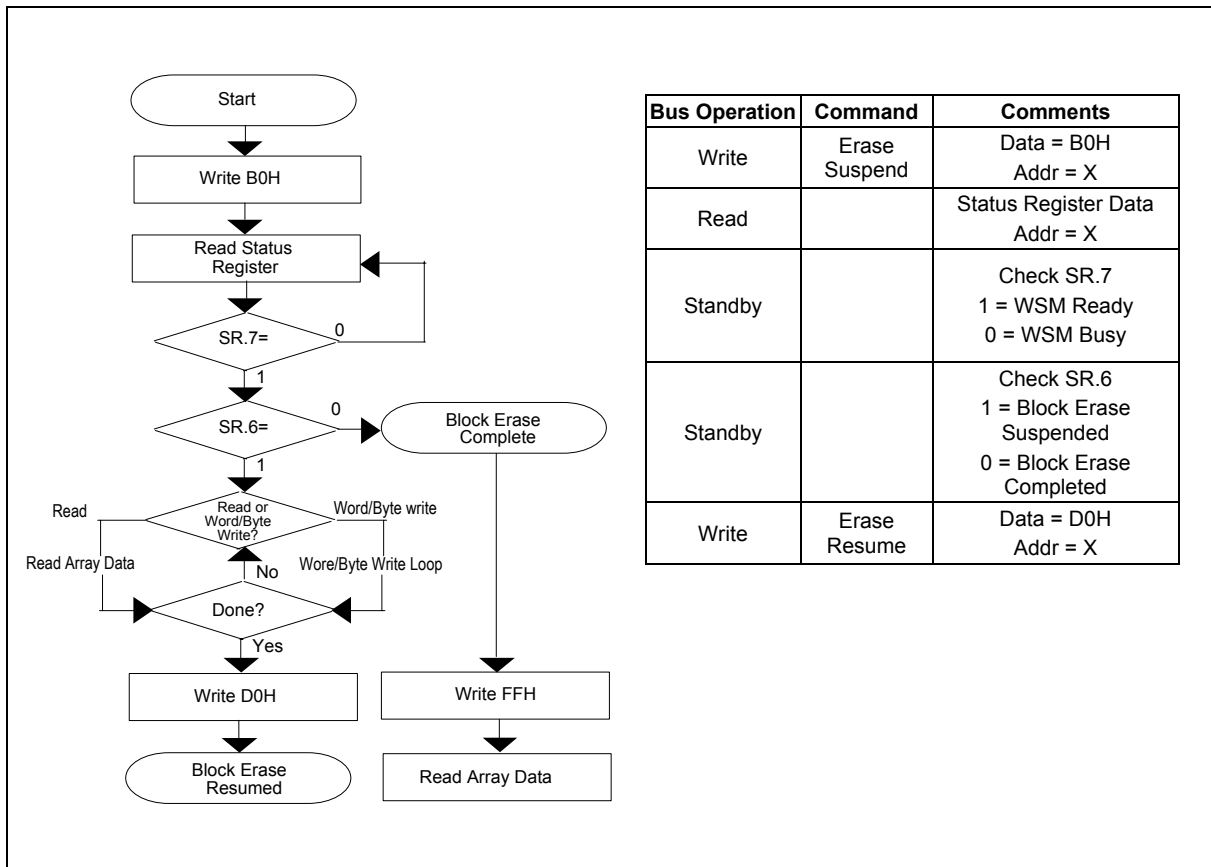 Start
Write B0H
Read Status
Register
0
SR.7=
1
0
SR.6=
Block Erase
Complete
1
Read
Read or
Word/Byte
Write?
Word/Byte write
Read Array Data
Wore/Byte Write Loop
No
Done?
Yes
Write D0H
Write FFH
Block Erase
Resumed
Read Array Data
Bus Operation Command Comments
Write
Erase
Suspend
Data = B0H
Addr = X
Read
Status Register Data
Addr = X
Standby
Check SR.7
1 = WSM Ready
0 = WSM Busy
Standby
Check SR.6
1 = Block Erase
Suspended
0 = Block Erase
Completed
Write
Erase
Resume
Data = D0H
Addr = X